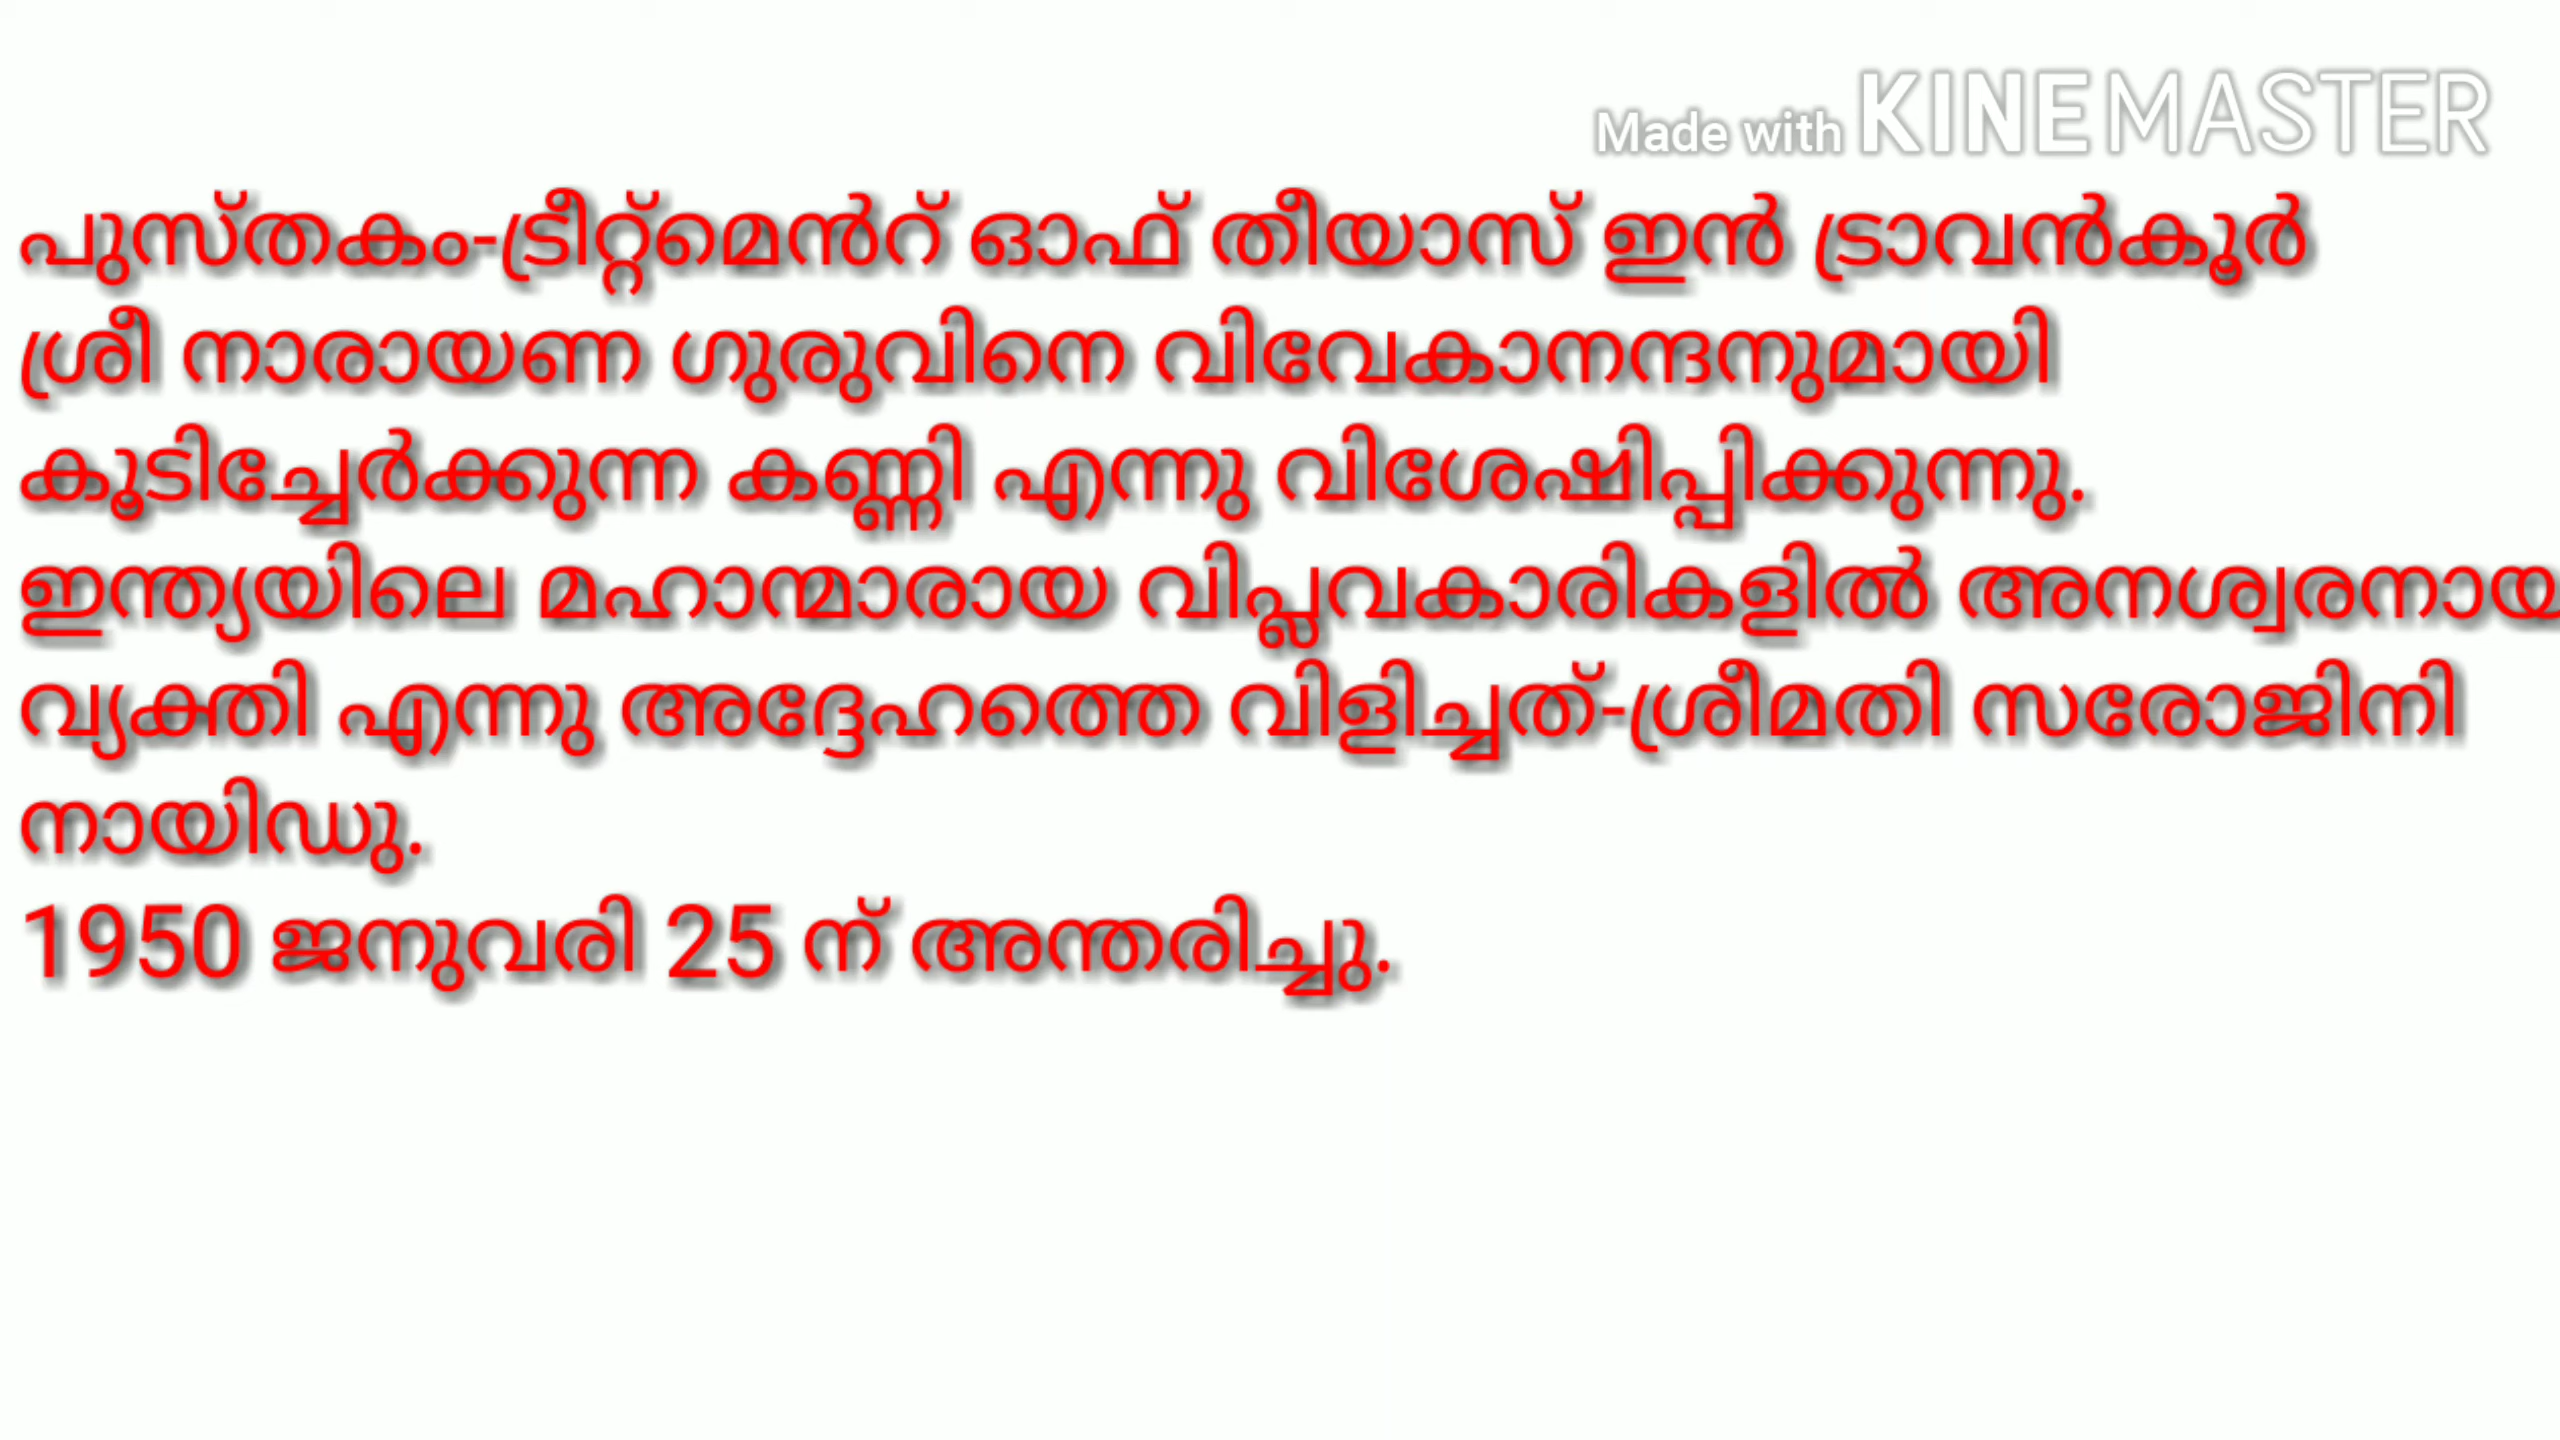 Made with KINEMASTER
പുസ്തകം-ട്രീറ്റ്മെൻറ് ഓഫ് തീയാസ് ഇൻ ട്രാവൻകൂർ
ശ്രീ നാരായണ ഗുരുവിനെ വിവേകാനന്ദനുമായി
കൂടിച്ചേർക്കുന്ന കണ്ണി എന്നു വിശേഷിപ്പിക്കുന്നു.
ഇന്ത്യയിലെ മഹാന്മാരായ വിപ്ലവകാരികളിൽ അനശ്വരനായ
വ്യക്തി എന്നു അദ്ദേഹത്തെ വിളിച്ചത്-ശ്രീമതി സരോജിനി
നായിഡു.
1950 ജനുവരി 25 ന് അന്തരിച്ചു.